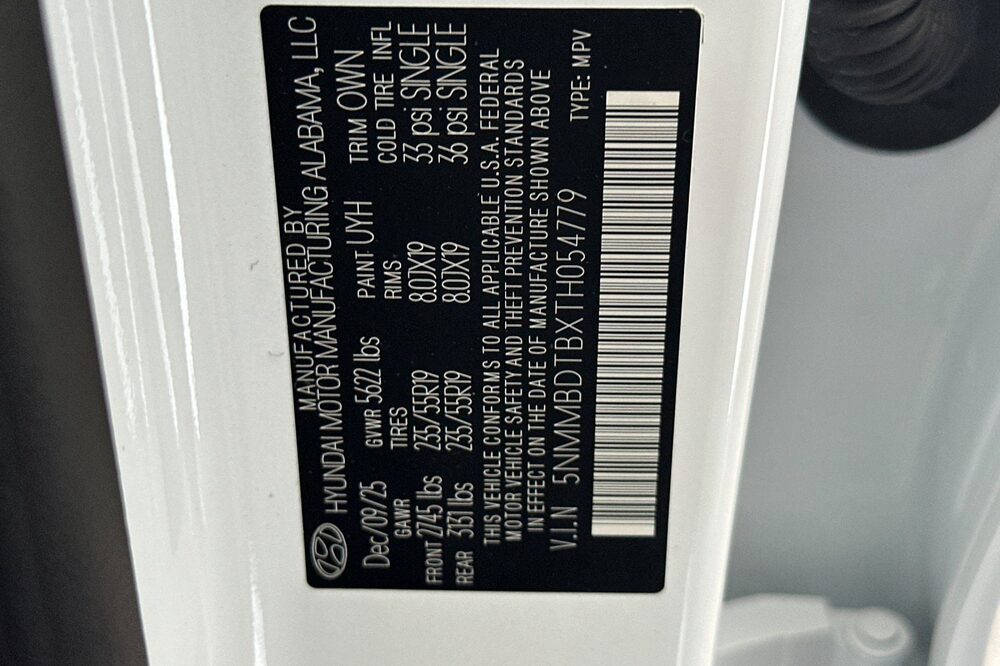 MANUFACTURED BY
HYUNDAI MOTOR MANUFACTURING ALABAMA, LLC
Dec/09/25 GVWR 5622 lbs PAINT UYH TRIM OWN
GAWR TIRES RIMS COLD TIRE INFL
FRONT 2745 lbs 235/55R19 8.0JX19 33 psi SINGLE
REAR 3131 lbs 235/55R19 8.0JX19 36 psi SINGLE
THIS VEHICLE CONFORMS TO ALL APPLICABLE U.S.A. FEDERAL
MOTOR VEHICLE SAFETY AND THEFT PREVENTION STANDARDS
IN EFFECT ON THE DATE OF MANUFACTURE SHOWN ABOVE
V.I.N 5NMMBDTBXTH054779 TYPE: MPV